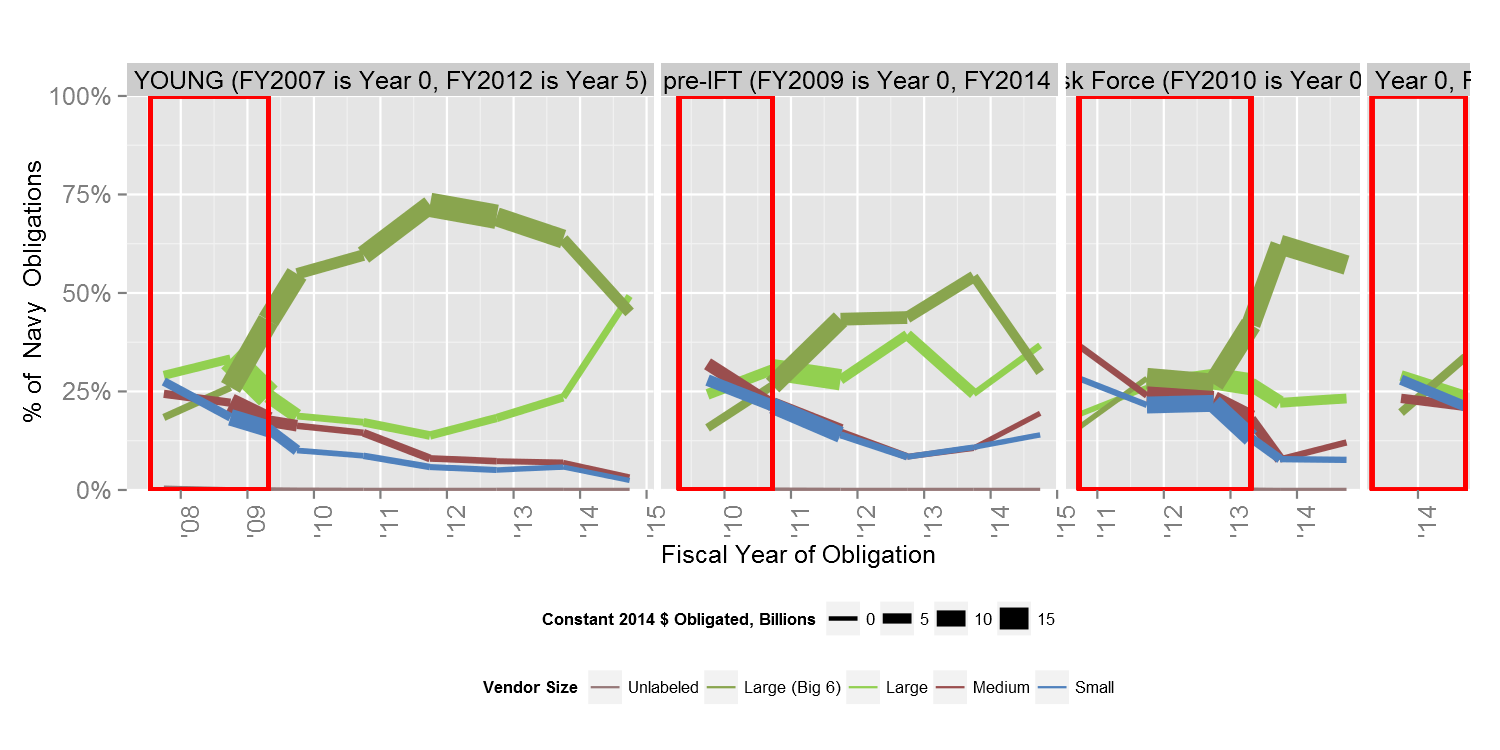 YOUNG (FY2007 is Year 0, FY2012 is Year 5)
pre-IFT (FY2009 is Year 0, FY2014
sk Force (FY2010 is Year 0
Year 0, F
% of Navy Obligations
100%
75%
50%
25%
0%
'08 '09 '10 '11 '12 '13 '14 '15
'10 '11 '12 '13 '14 '15
'11 '12 '13 '14
'14
Fiscal Year of Obligation
Constant 2014 $ Obligated, Billions 0 5 10 15
Vendor Size Unlabeled Large (Big 6) Large Medium Small